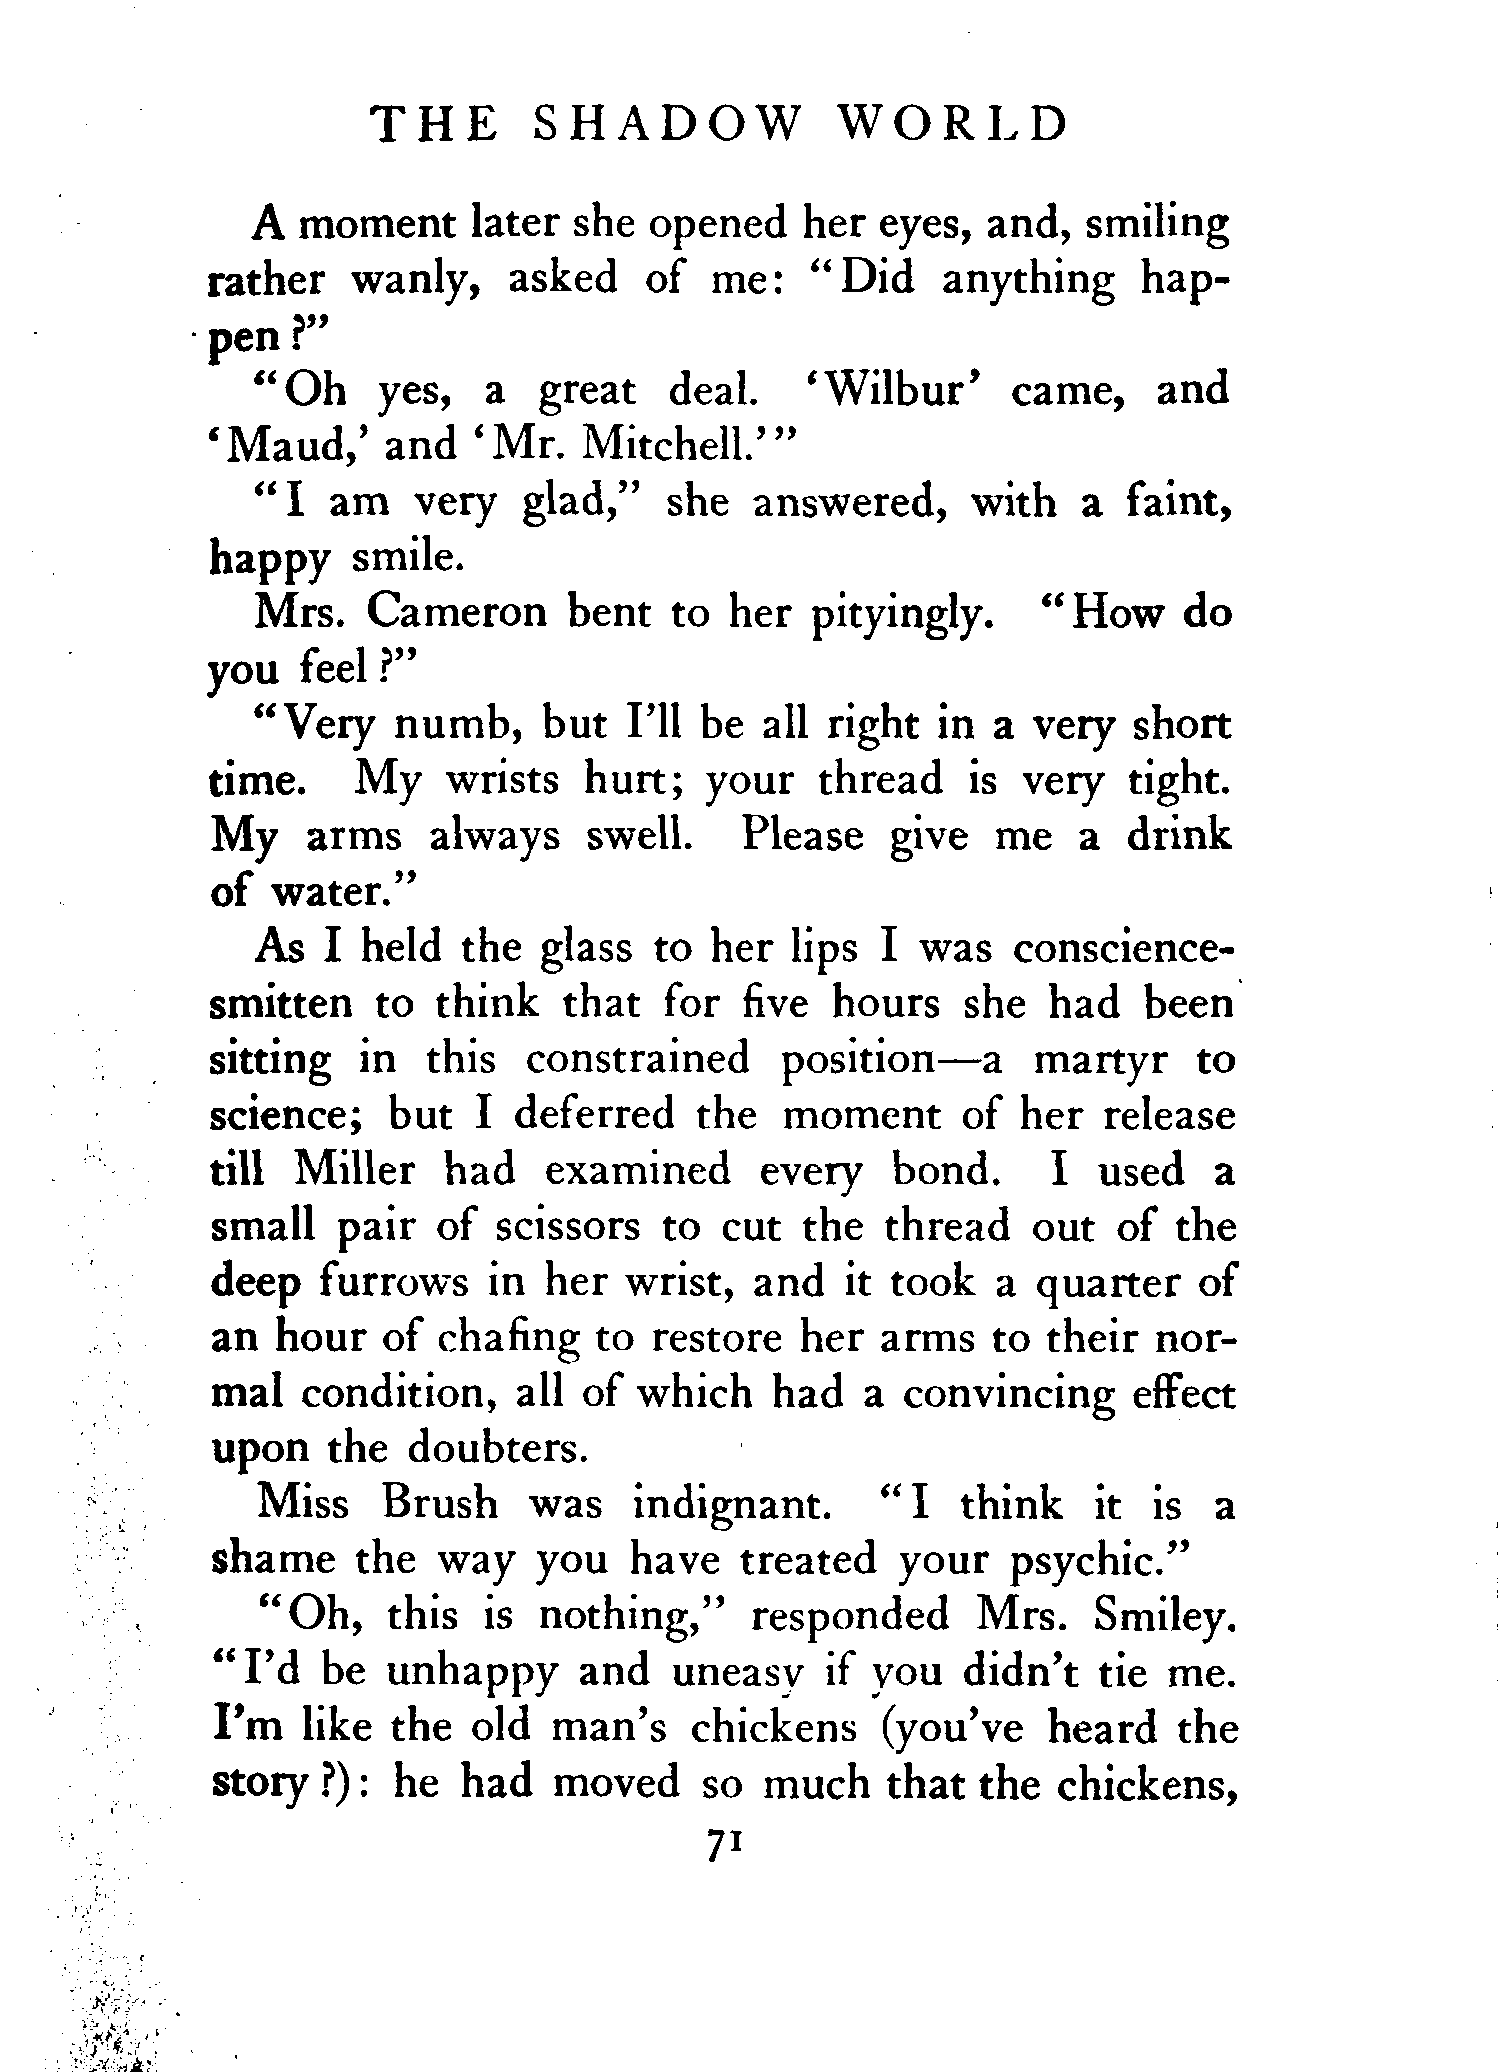 THE SHADOW WORLD
A moment later she opened her eyes, and, smiling
rather wanly, asked of me: "Did anything hap-
pen?"
"Oh yes, a great deal. 'Wilbur' came, and
'Maud,' and 'Mr. Mitchell.'"
"I am very glad," she answered, with a faint,
happy smile.
Mrs. Cameron bent to her pityingly. "How do
you feel?"
"Very numb, but I'll be all right in a very short
time. My wrists hurt; your thread is very tight.
My arms always swell. Please give me a drink
of water."
As I held the glass to her lips I was conscience-
smitten to think that for five hours she had been
sitting in this constrained position—a martyr to
science; but I deferred the moment of her release
till Miller had examined every bond. I used a
small pair of scissors to cut the thread out of the
deep furrows in her wrist, and it took a quarter of
an hour of chafing to restore her arms to their nor-
mal condition, all of which had a convincing effect
upon the doubters.
Miss Brush was indignant. "I think it is a
shame the way you have treated your psychic."
"Oh, this is nothing," responded Mrs. Smiley.
"I'd be unhappy and uneasy if you didn't tie me.
I'm like the old man's chickens (you've heard the
story?): he had moved so much that the chickens,
71